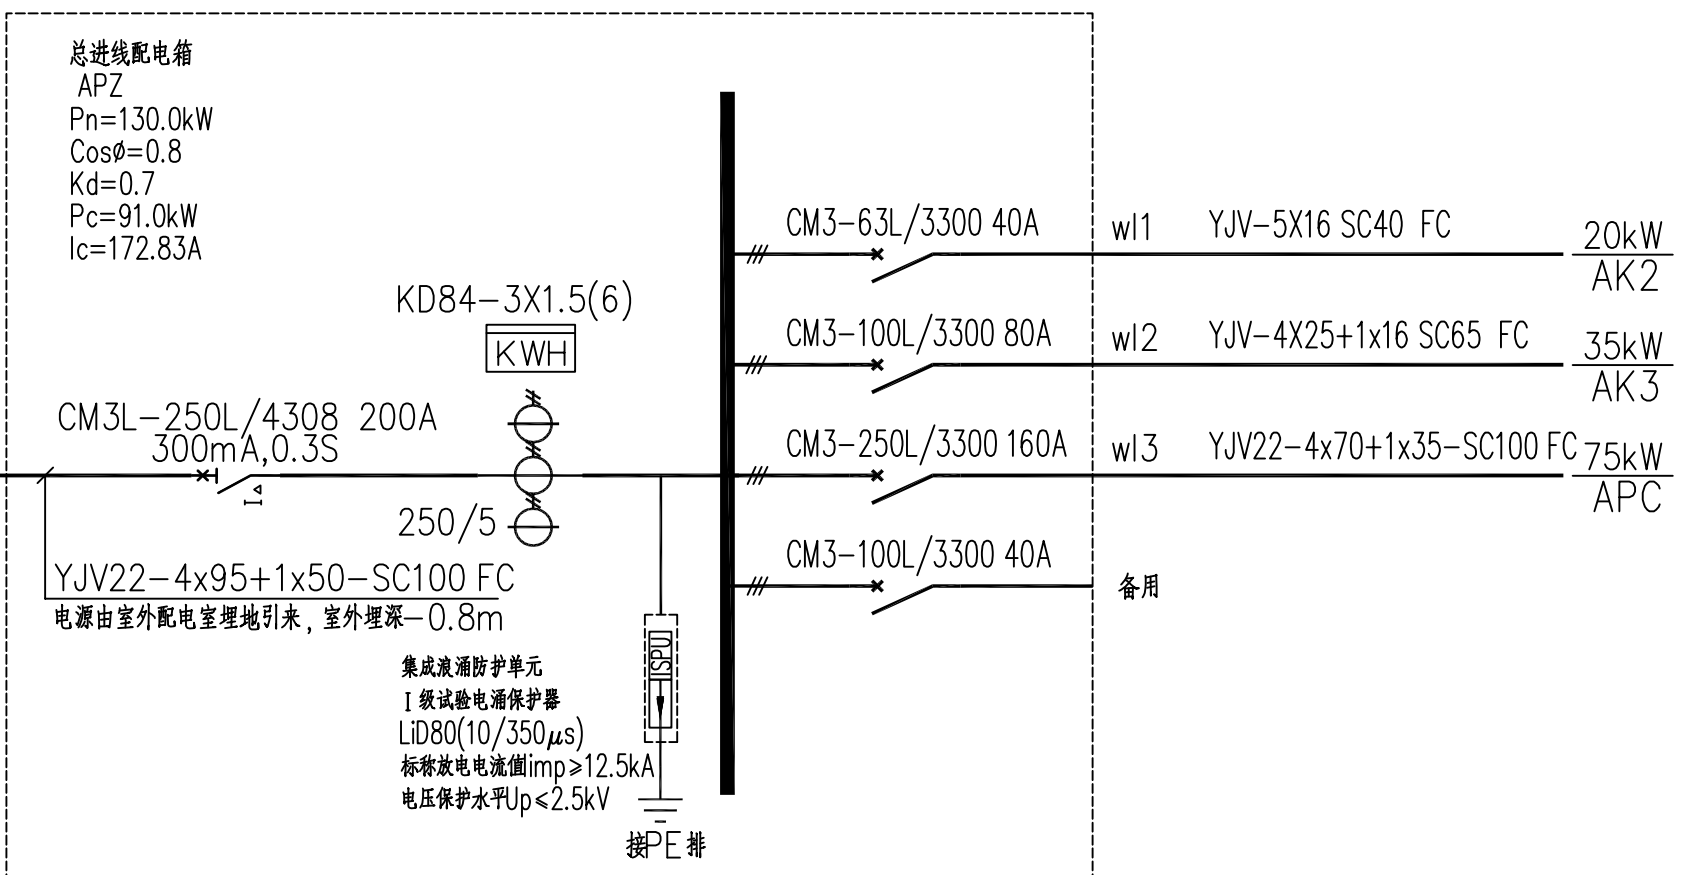 总进线配电箱
APZ
Pn=130.0kW
Cosø=0.8
Kd=0.7
Pc=91.0kW
Ic=172.83A
KD84-3X1.5(6)
KWH
CM3L-250L/4308 200A
300mA,0.3S
I△
250/5
YJV22-4x95+1x50-SC100 FC
电源由室外配电室埋地引来,室外埋深-0.8m
集成浪涌防护单元
I级试验电涌保护器
LiD80(10/350μs)
标称放电电流值imp≥12.5kA
电压保护水平Up≤2.5kV
ISPU
接PE排
CM3-63L/3300 40A wl1 YJV-5X16 SC40 FC 20kW
AK2
CM3-100L/3300 80A wl2 YJV-4X25+1x16 SC65 FC 35kW
AK3
CM3-250L/3300 160A wl3 YJV22-4x70+1x35-SC100 FC 75kW
APC
CM3-100L/3300 40A 备用